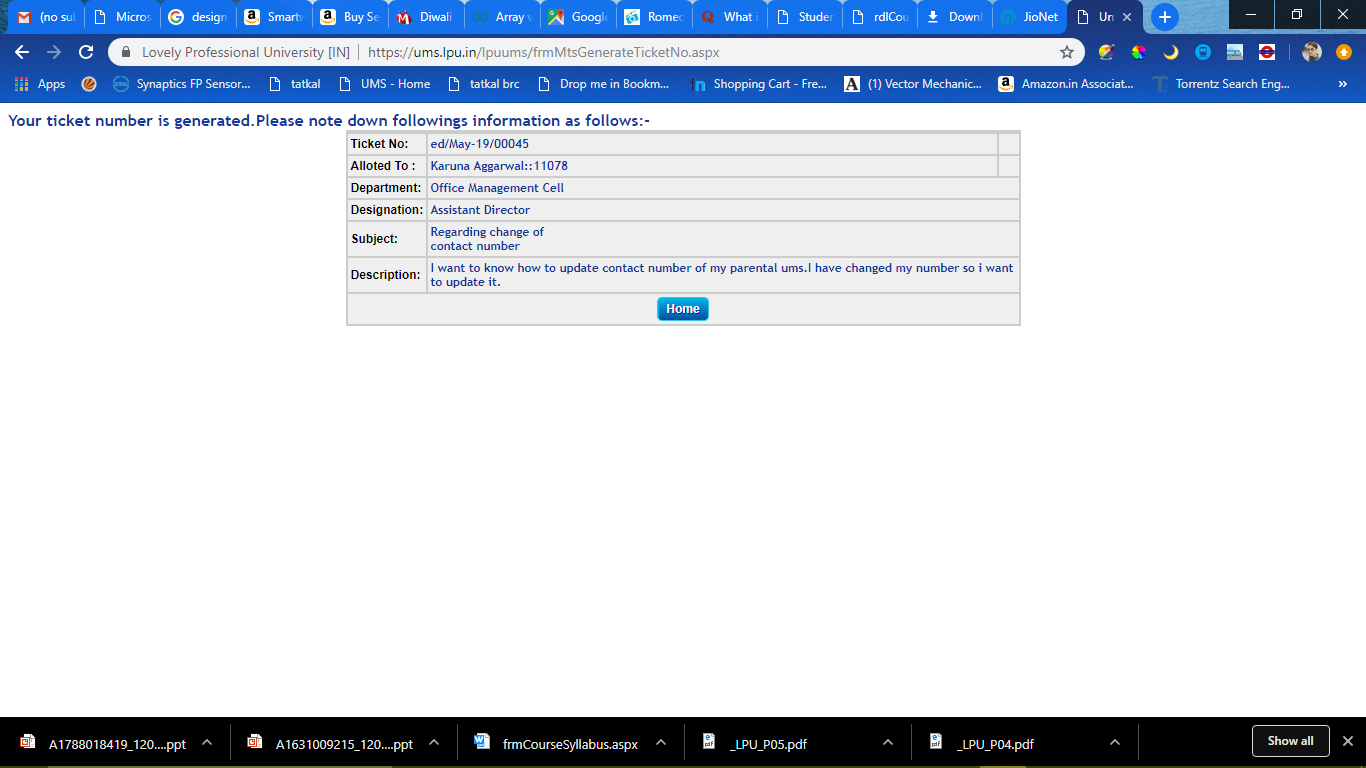 (no sul
Micros
design
Smartw
Buy Se
Diwali
Array v
Google
Romeo
What i
Studer
rdlCou
Downl
JioNet
Un
Lovely Professional University [IN] | https://ums.lpu.in/lpuums/frmMtsGenerateTicketNo.aspx
Apps
Synaptics FP Sensor...
tatkal
UMS - Home
tatkal brc
Drop me in Bookm...
Shopping Cart - Fre...
(1) Vector Mechanic...
Amazon.in Associat...
Torrentz Search Eng...
»
Your ticket number is generated.Please note down followings information as follows:-
Ticket No: ed/May-19/00045
Alloted To : Karuna Aggarwal::11078
Department: Office Management Cell
Designation: Assistant Director
Subject: Regarding change of
contact number
Description: I want to know how to update contact number of my parental ums.I have changed my number so i want
to update it.
Home
A1788018419_120....ppt
A1631009215_120....ppt
frmCourseSyllabus.aspx
_LPU_P05.pdf
_LPU_P04.pdf
Show all